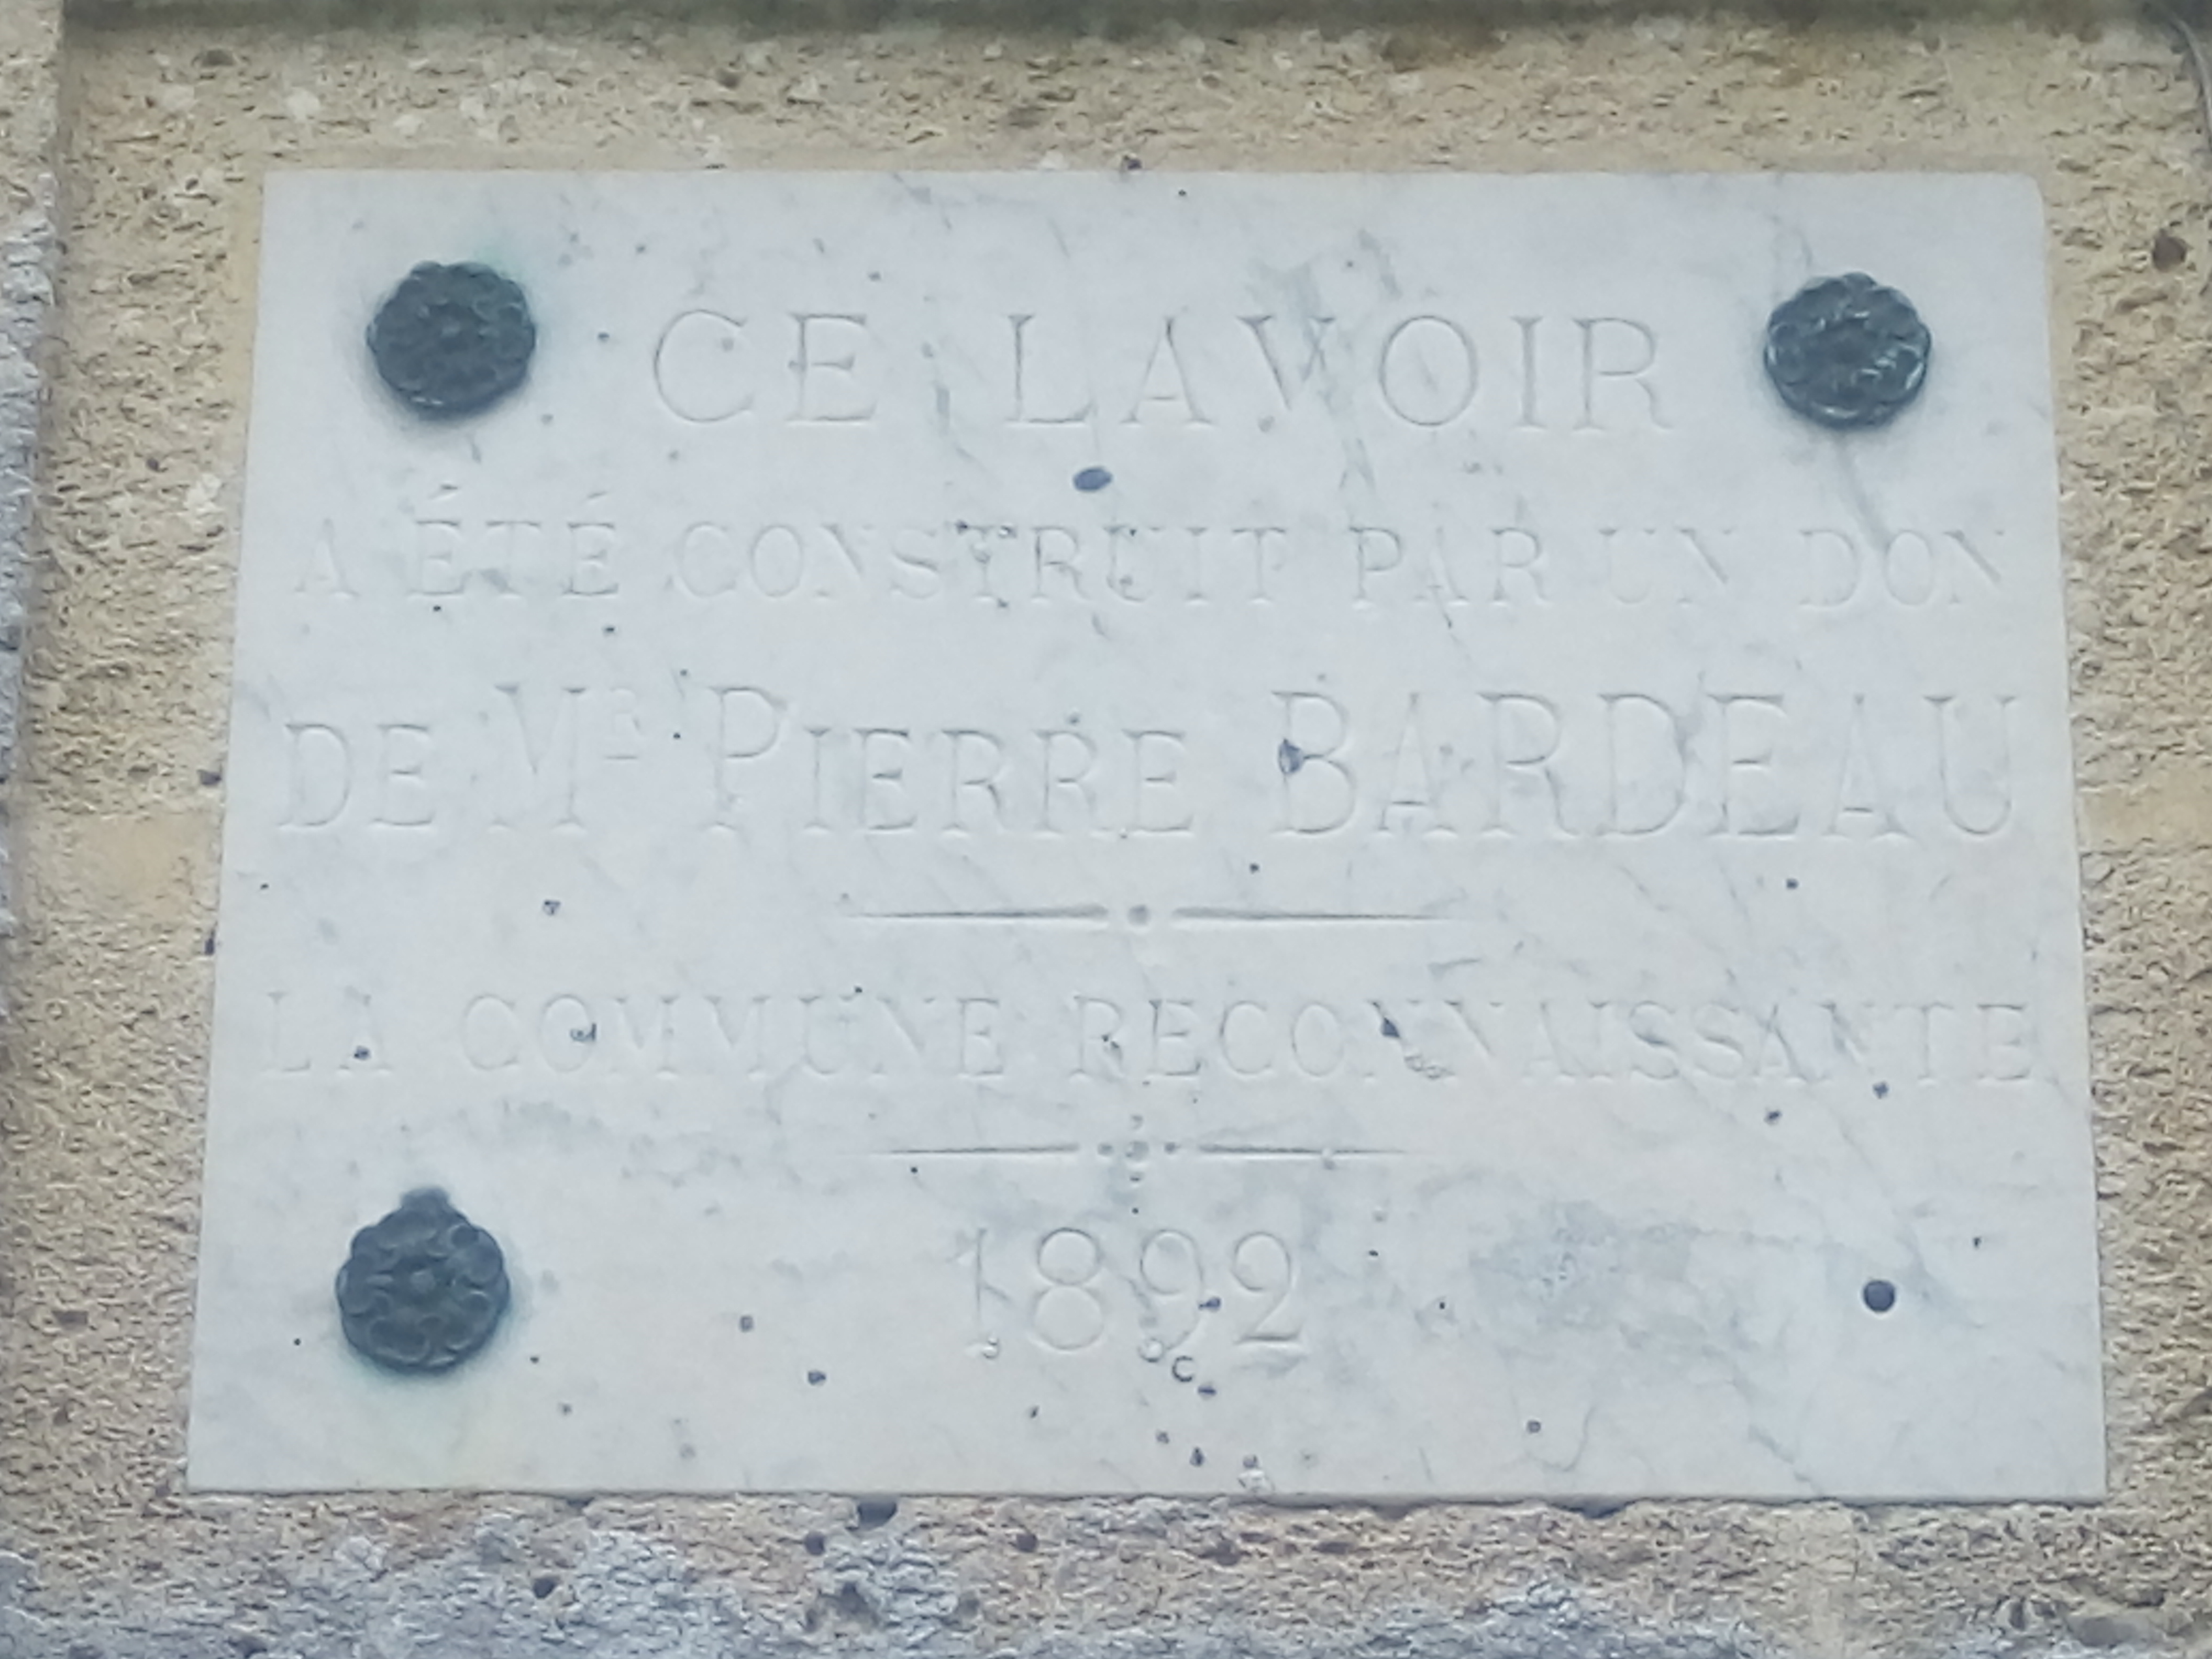 CE LAVOIR
A ÉTÉ CONSTRUIT PAR UN DON
DE MR PIERRE BARDEAU
LA COMMUNE RECONNAISSANTE
1892